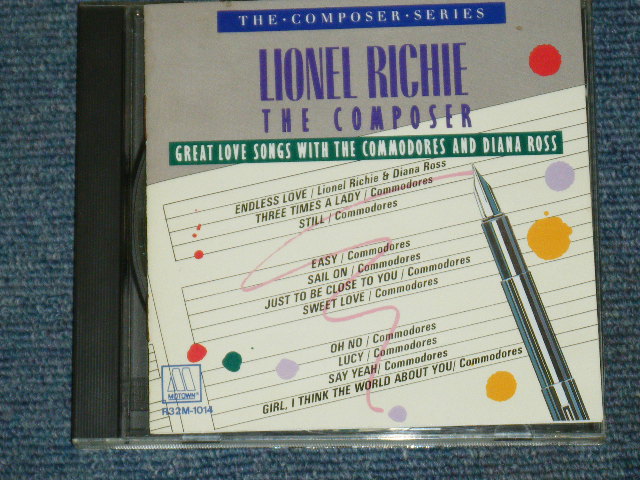 THE·COMPOSER·SERIES
LIONEL RICHIE
THE COMPOSER
GREAT LOVE SONGS WITH THE COMMODORES AND DIANA ROSS
ENDLESS LOVE / Lionel Richie & Diana Ross
THREE TIMES A LADY / Commodores
STILL / Commodores
EASY / Commodores
SAIL ON / Commodores
JUST TO BE CLOSE TO YOU / Commodores
SWEET LOVE / Commodores
OH NO / Commodores
LUCY / Commodores
SAY YEAH / Commodores
GIRL, I THINK THE WORLD ABOUT YOU / Commodores
M
MOTOWN
R32M-1014